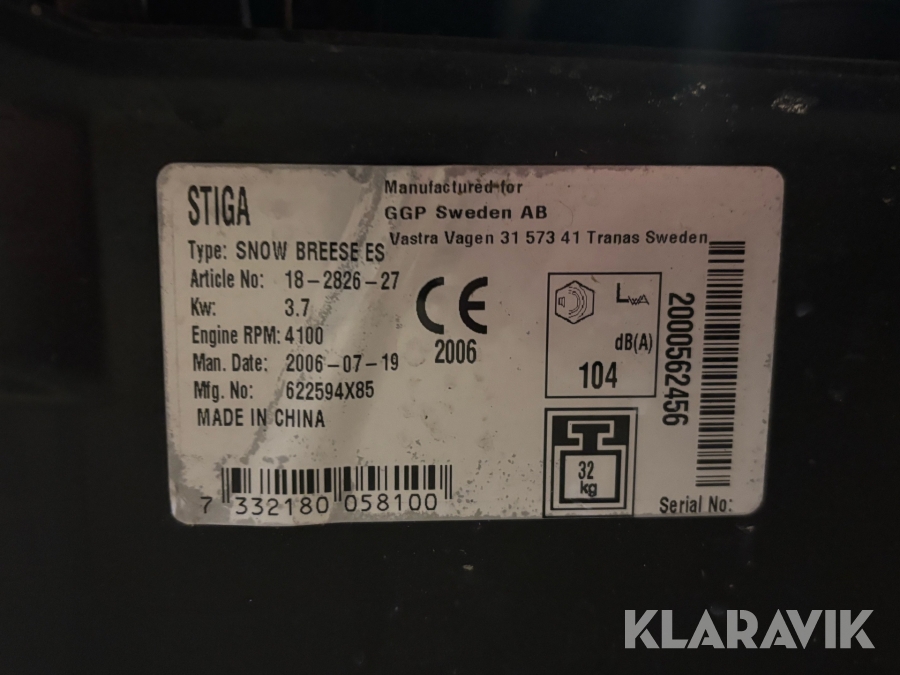 STIGA
Manufactured for
GGP Sweden AB
Vastra Vagen 31 573 41 Tranas Sweden
Type: SNOW BREESE ES
Article No: 18-2826-27
Kw: 3.7
Engine RPM: 4100
Man. Date: 2006-07-19
Mfg. No: 622594X85
MADE IN CHINA
7 332180 058100
CE
2006
L
dB(A)
104
32
kg
2000562456
Serial No:
KLARAVIK